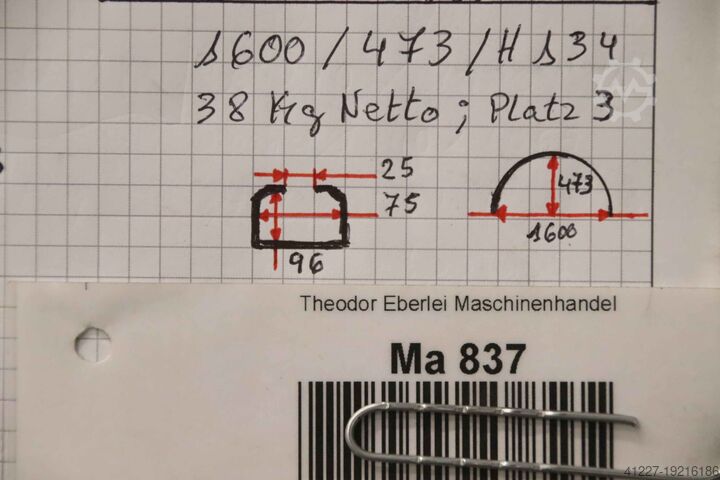 1600 / 473 / H 134
38 Kg Netto ; Platz 3
25
75
96
473
1600
Theodor Eberlei Maschinenhandel
Ma 837
41227-19216186